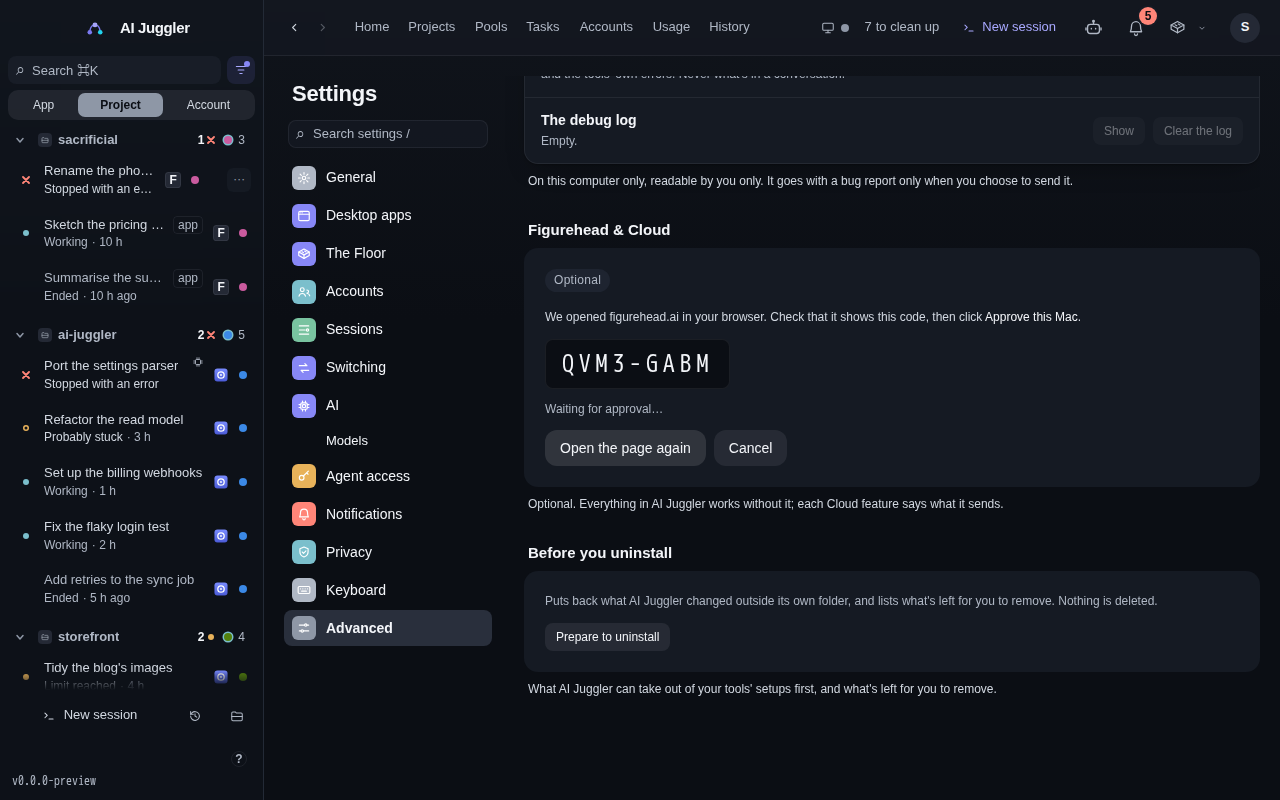 AI Juggler
Search ⌘K
App Project Account
sacrificial 1 3
Rename the pho…
Stopped with an e… F
Sketch the pricing … app
Working · 10 h F
Summarise the su… app
Ended · 10 h ago F
ai-juggler 2 5
Port the settings parser
Stopped with an error
Refactor the read model
Probably stuck · 3 h
Set up the billing webhooks
Working · 1 h
Fix the flaky login test
Working · 2 h
Add retries to the sync job
Ended · 5 h ago
storefront 2 4
Tidy the blog's images
Limit reached · 4 h
New session
?
v0.0.0-preview
Home Projects Pools Tasks Accounts Usage History
7 to clean up
New session
5
S
Settings
Search settings /
General
Desktop apps
The Floor
Accounts
Sessions
Switching
AI
Models
Agent access
Notifications
Privacy
Keyboard
Advanced
and the tools' own errors. Never what's in a conversation.
The debug log
Empty.
Show Clear the log
On this computer only, readable by you only. It goes with a bug report only when you choose to send it.
Figurehead & Cloud
Optional
We opened figurehead.ai in your browser. Check that it shows this code, then click Approve this Mac.
QVM3-GABM
Waiting for approval…
Open the page again Cancel
Optional. Everything in AI Juggler works without it; each Cloud feature says what it sends.
Before you uninstall
Puts back what AI Juggler changed outside its own folder, and lists what's left for you to remove. Nothing is deleted.
Prepare to uninstall
What AI Juggler can take out of your tools' setups first, and what's left for you to remove.